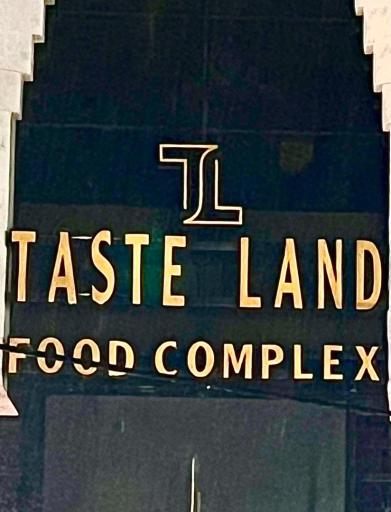 TL
TASTE LAND
FOOD COMPLEX